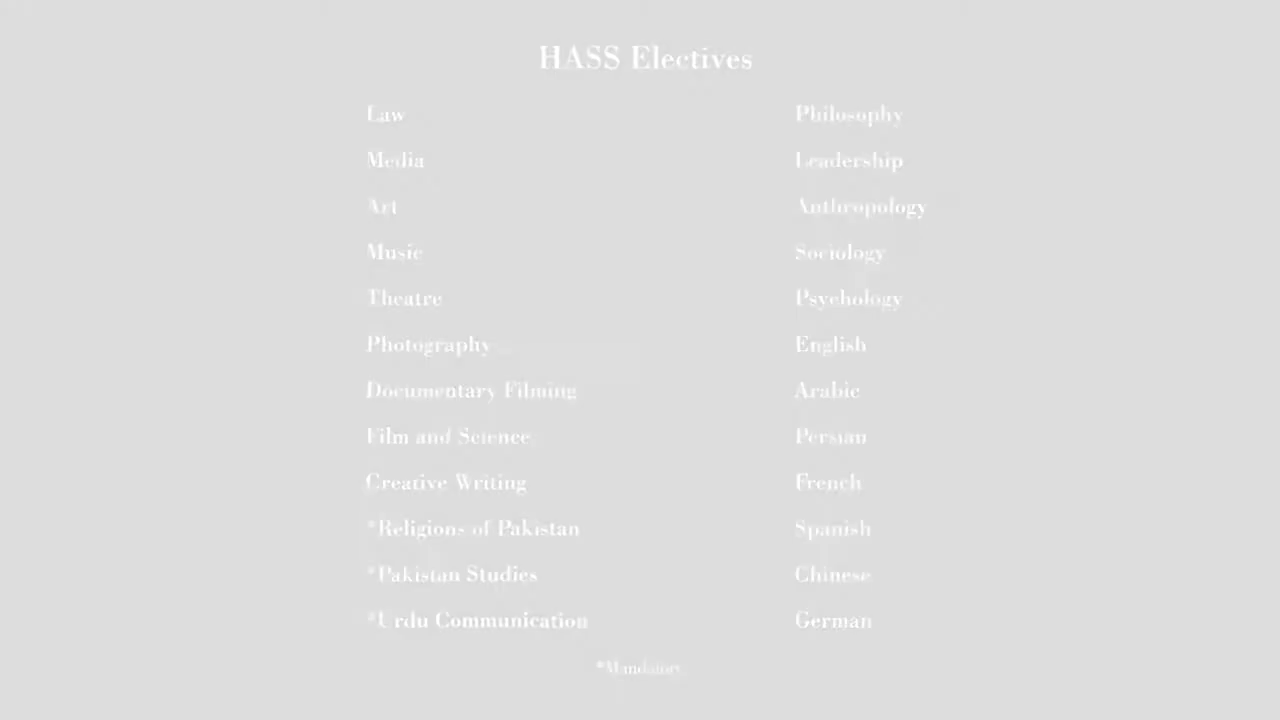 HASS Electives
Law
Media
Art
Music
Theatre
Photography
Documentary Filming
Film and Science
Creative Writing
*Religions of Pakistan
*Pakistan Studies
*Urdu Communication
Philosophy
Leadership
Anthropology
Sociology
Psychology
English
Arabic
Persian
French
Spanish
Chinese
German
*Mandatory